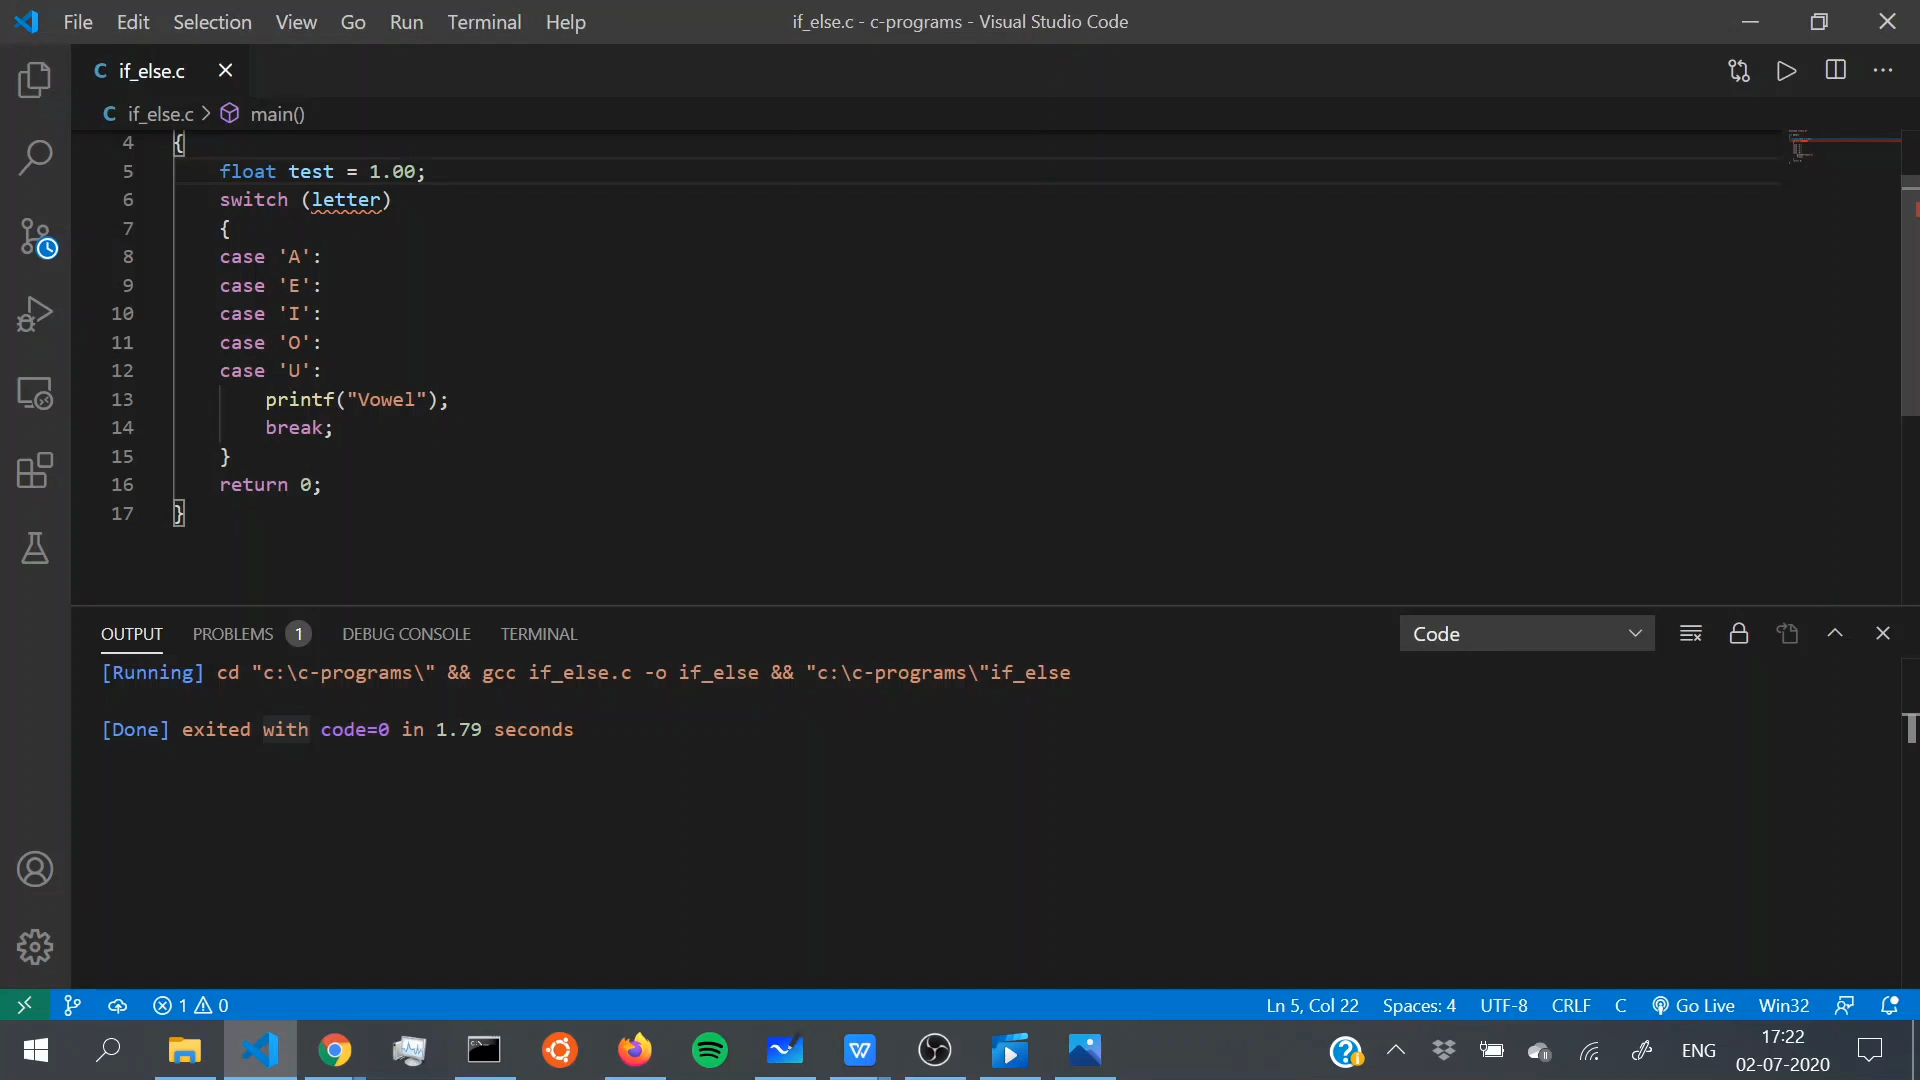 File Edit Selection View Go Run Terminal Help if_else.c - c-programs - Visual Studio Code
C if_else.c
C if_else.c > main()
4 {
5 float test = 1.00;
6 switch (letter)
7 {
8 case 'A':
9 case 'E':
10 case 'I':
11 case 'O':
12 case 'U':
13 printf("Vowel");
14 break;
15 }
16 return 0;
17 }
OUTPUT PROBLEMS 1 DEBUG CONSOLE TERMINAL Code
[Running] cd "c:\c-programs\" && gcc if_else.c -o if_else && "c:\c-programs\"if_else
[Done] exited with code=0 in 1.79 seconds
1 0 Ln 5, Col 22 Spaces: 4 UTF-8 CRLF C Go Live Win32
ENG 17:22
02-07-2020